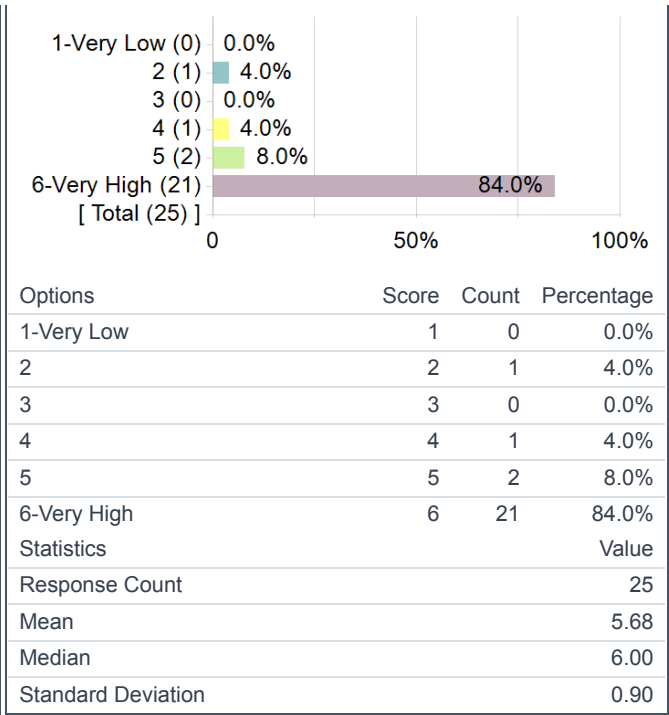 1-Very Low (0) 0.0%
2 (1) 4.0%
3 (0) 0.0%
4 (1) 4.0%
5 (2) 8.0%
6-Very High (21) 84.0%
[ Total (25) ]
0 50% 100%
Options Score Count Percentage
1-Very Low 1 0 0.0%
2 2 1 4.0%
3 3 0 0.0%
4 4 1 4.0%
5 5 2 8.0%
6-Very High 6 21 84.0%
Statistics Value
Response Count 25
Mean 5.68
Median 6.00
Standard Deviation 0.90